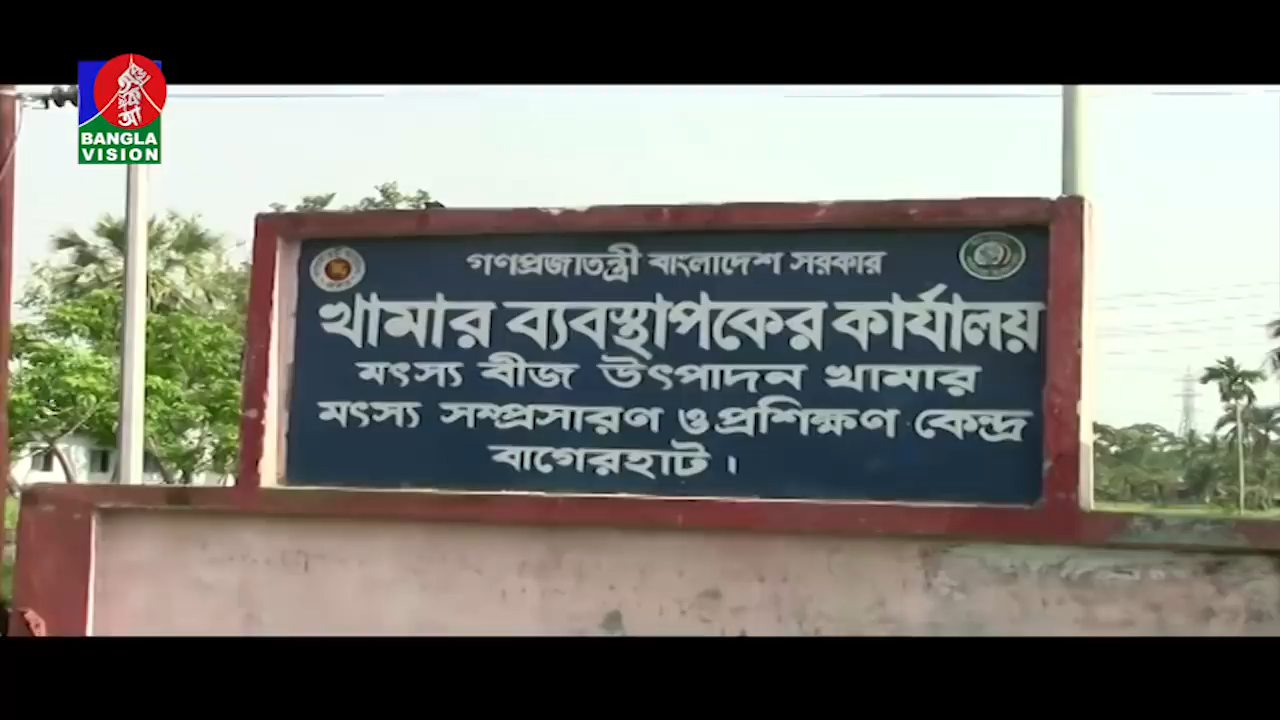 BANGLA
VISION
গণপ্রজাতন্ত্রী বাংলাদেশ সরকার
খামার ব্যবস্থাপকের কার্যালয়
মৎস্য বীজ উৎপাদন খামার
মৎস্য সম্প্রসারণ ও প্রশিক্ষণ কেন্দ্র
বাগেরহাট।